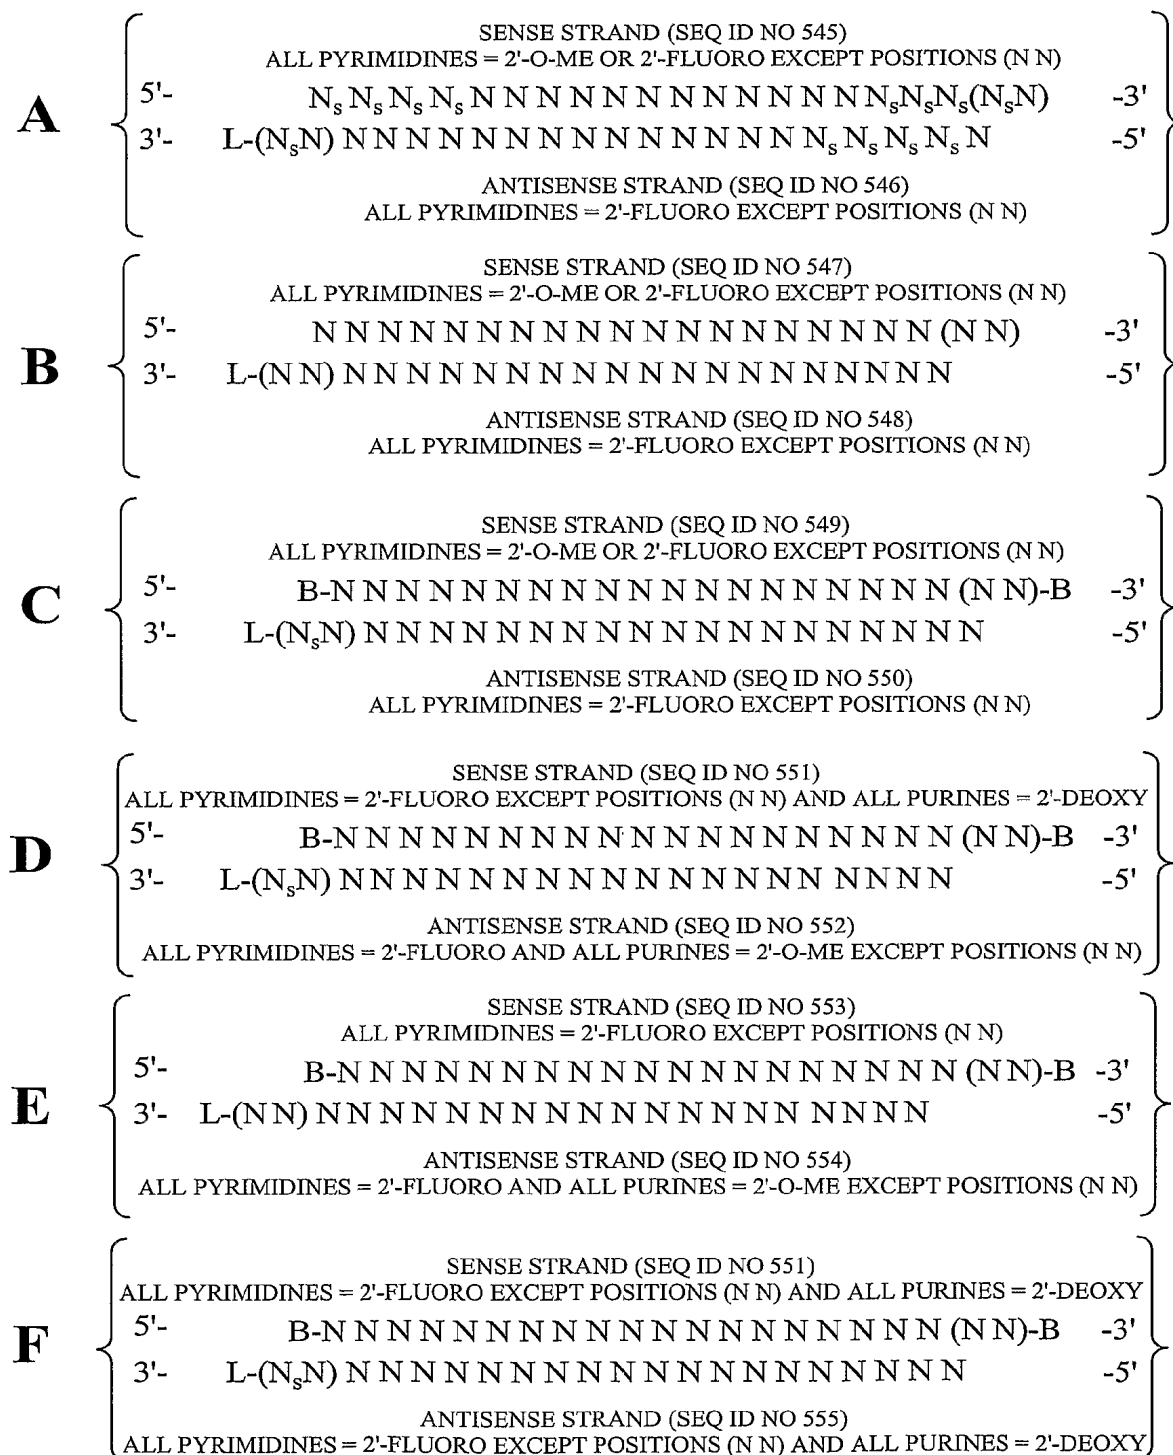 A
SENSE STRAND (SEQ ID NO 545)
ALL PYRIMIDINES = 2'-O-ME OR 2'-FLUORO EXCEPT POSITIONS (N N)
5'- NₛNₛNₛNₛN N N N N N N N N N N N NₛNₛNₛ(NₛN) -3'
3'- L-(NₛN) N N N N N N N N N N N N N N Nₛ Nₛ Nₛ Nₛ N -5'
ANTISENSE STRAND (SEQ ID NO 546)
ALL PYRIMIDINES = 2'-FLUORO EXCEPT POSITIONS (N N)
B
SENSE STRAND (SEQ ID NO 547)
ALL PYRIMIDINES = 2'-O-ME OR 2'-FLUORO EXCEPT POSITIONS (N N)
5'- N N N N N N N N N N N N N N N N N N N (N N) -3'
3'- L-(N N) N N N N N N N N N N N N N N N N N N N -5'
ANTISENSE STRAND (SEQ ID NO 548)
ALL PYRIMIDINES = 2'-FLUORO EXCEPT POSITIONS (N N)
C
SENSE STRAND (SEQ ID NO 549)
ALL PYRIMIDINES = 2'-O-ME OR 2'-FLUORO EXCEPT POSITIONS (N N)
5'- B-N N N N N N N N N N N N N N N N N N N (N N)-B -3'
3'- L-(NₛN) N N N N N N N N N N N N N N N N N N N -5'
ANTISENSE STRAND (SEQ ID NO 550)
ALL PYRIMIDINES = 2'-FLUORO EXCEPT POSITIONS (N N)
D
SENSE STRAND (SEQ ID NO 551)
ALL PYRIMIDINES = 2'-FLUORO EXCEPT POSITIONS (N N) AND ALL PURINES = 2'-DEOXY
5'- B-N N N N N N N N N N N N N N N N N N N (N N)-B -3'
3'- L-(NₛN) N N N N N N N N N N N N N N N N N N N -5'
ANTISENSE STRAND (SEQ ID NO 552)
ALL PYRIMIDINES = 2'-FLUORO AND ALL PURINES = 2'-O-ME EXCEPT POSITIONS (N N)
E
SENSE STRAND (SEQ ID NO 553)
ALL PYRIMIDINES = 2'-FLUORO EXCEPT POSITIONS (N N)
5'- B-N N N N N N N N N N N N N N N N N N N (N N)-B -3'
3'- L-(N N) N N N N N N N N N N N N N N N N N N N -5'
ANTISENSE STRAND (SEQ ID NO 554)
ALL PYRIMIDINES = 2'-FLUORO AND ALL PURINES = 2'-O-ME EXCEPT POSITIONS (N N)
F
SENSE STRAND (SEQ ID NO 551)
ALL PYRIMIDINES = 2'-FLUORO EXCEPT POSITIONS (N N) AND ALL PURINES = 2'-DEOXY
5'- B-N N N N N N N N N N N N N N N N N N N (N N)-B -3'
3'- L-(NₛN) N N N N N N N N N N N N N N N N N N N -5'
ANTISENSE STRAND (SEQ ID NO 555)
ALL PYRIMIDINES = 2'-FLUORO EXCEPT POSITIONS (N N) AND ALL PURINES = 2'-DEOXY